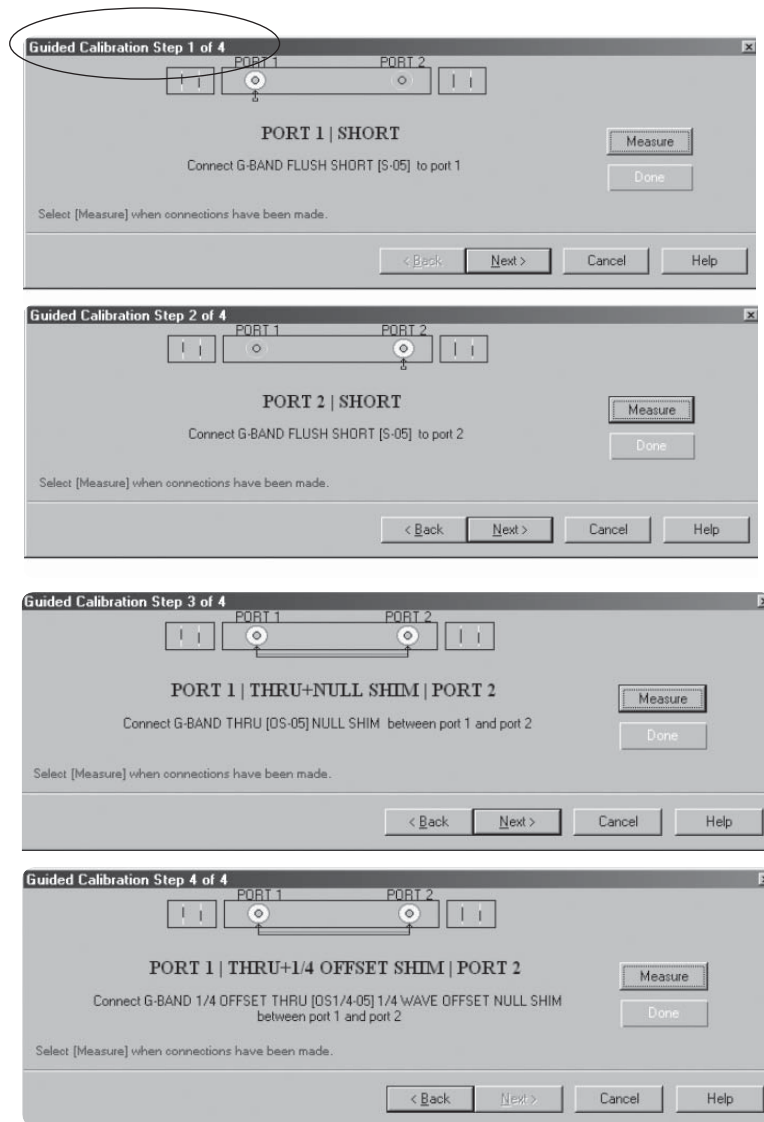 Guided Calibration Step 1 of 4
PORT 1 PORT 2
PORT 1 | SHORT
Measure
Connect G-BAND FLUSH SHORT [S-05] to port 1
Done
Select [Measure] when connections have been made.
< Back Next > Cancel Help
Guided Calibration Step 2 of 4
PORT 1 PORT 2
PORT 2 | SHORT
Measure
Connect G-BAND FLUSH SHORT [S-05] to port 2
Done
Select [Measure] when connections have been made.
< Back Next > Cancel Help
Guided Calibration Step 3 of 4
PORT 1 PORT 2
PORT 1 | THRU+NULL SHIM | PORT 2
Measure
Connect G-BAND THRU [OS-05] NULL SHIM between port 1 and port 2
Done
Select [Measure] when connections have been made.
< Back Next > Cancel Help
Guided Calibration Step 4 of 4
PORT 1 PORT 2
PORT 1 | THRU+1/4 OFFSET SHIM | PORT 2
Measure
Connect G-BAND 1/4 OFFSET THRU [OS1/4-05] 1/4 WAVE OFFSET NULL SHIM
between port 1 and port 2
Done
Select [Measure] when connections have been made.
< Back Next > Cancel Help